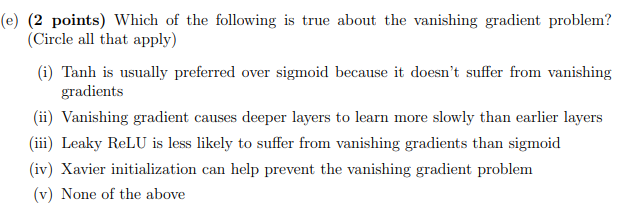 (e) (2 points) Which of the following is true about the vanishing gradient problem?
(Circle all that apply)
(i) Tanh is usually preferred over sigmoid because it doesn't suffer from vanishing
gradients
(ii) Vanishing gradient causes deeper layers to learn more slowly than earlier layers
(iii) Leaky ReLU is less likely to suffer from vanishing gradients than sigmoid
(iv) Xavier initialization can help prevent the vanishing gradient problem
(v) None of the above